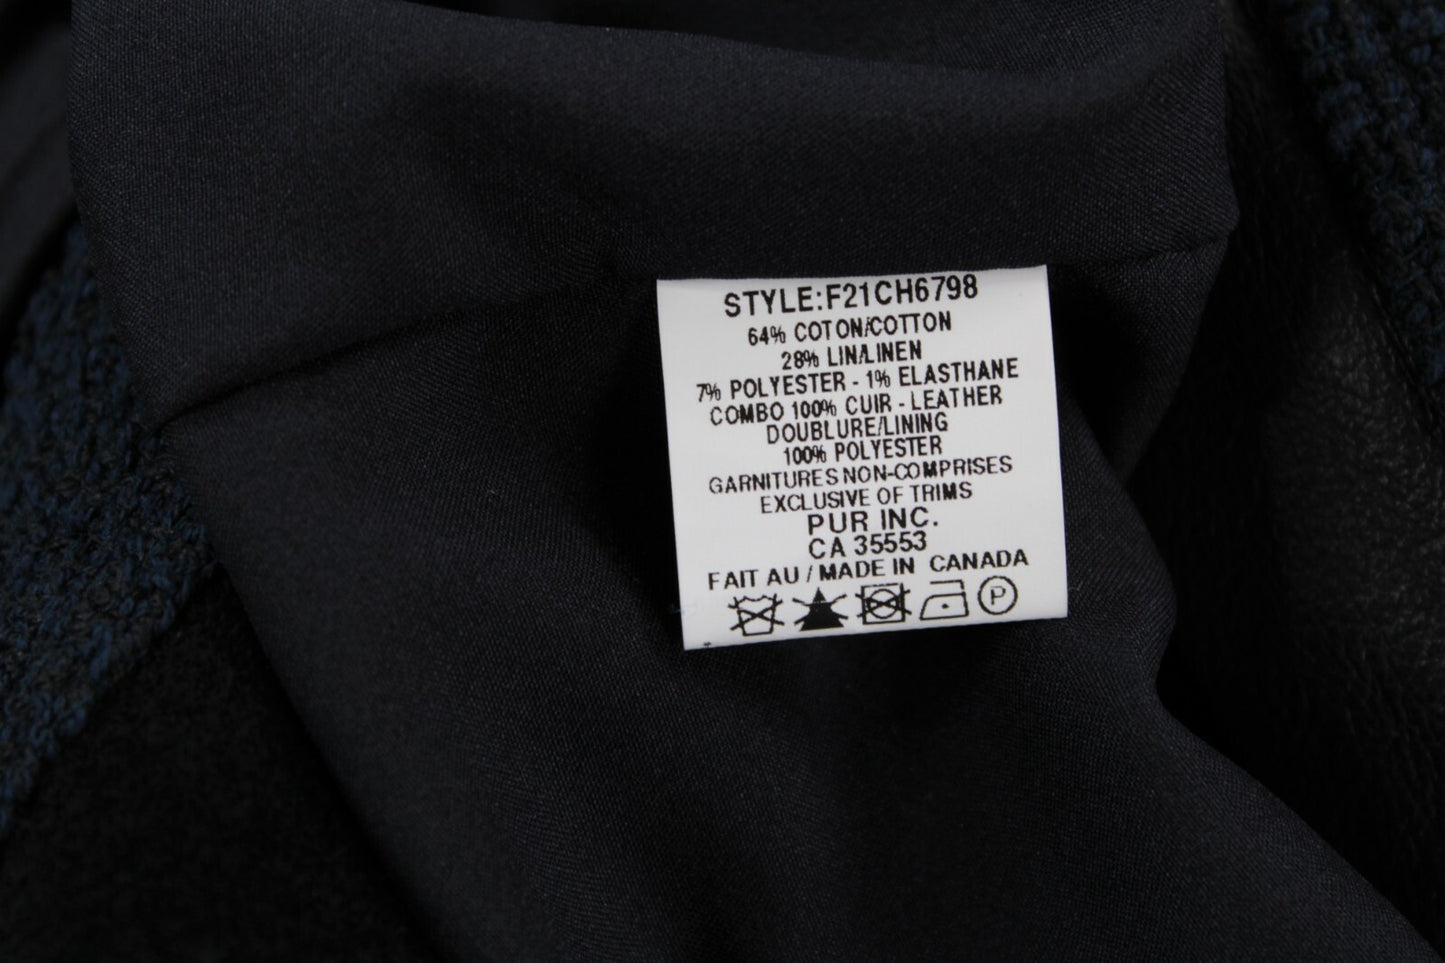 STYLE:F21CH6798
64% COTON/COTTON
28% LIN/LINEN
7% POLYESTER - 1% ELASTHANE
COMBO 100% CUIR - LEATHER
DOUBLURE/LINING
100% POLYESTER
GARNITURES NON-COMPRISES
EXCLUSIVE OF TRIMS
PUR INC.
CA 35553
FAIT AU / MADE IN CANADA
P